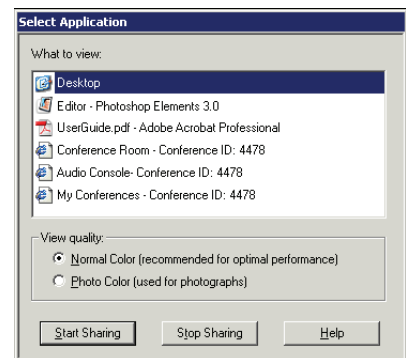 Select Application
What to view:
Desktop
Editor - Photoshop Elements 3.0
UserGuide.pdf - Adobe Acrobat Professional
Conference Room - Conference ID: 4478
Audio Console- Conference ID: 4478
My Conferences - Conference ID: 4478
View quality:
Normal Color (recommended for optimal performance)
Photo Color (used for photographs)
Start Sharing Stop Sharing Help